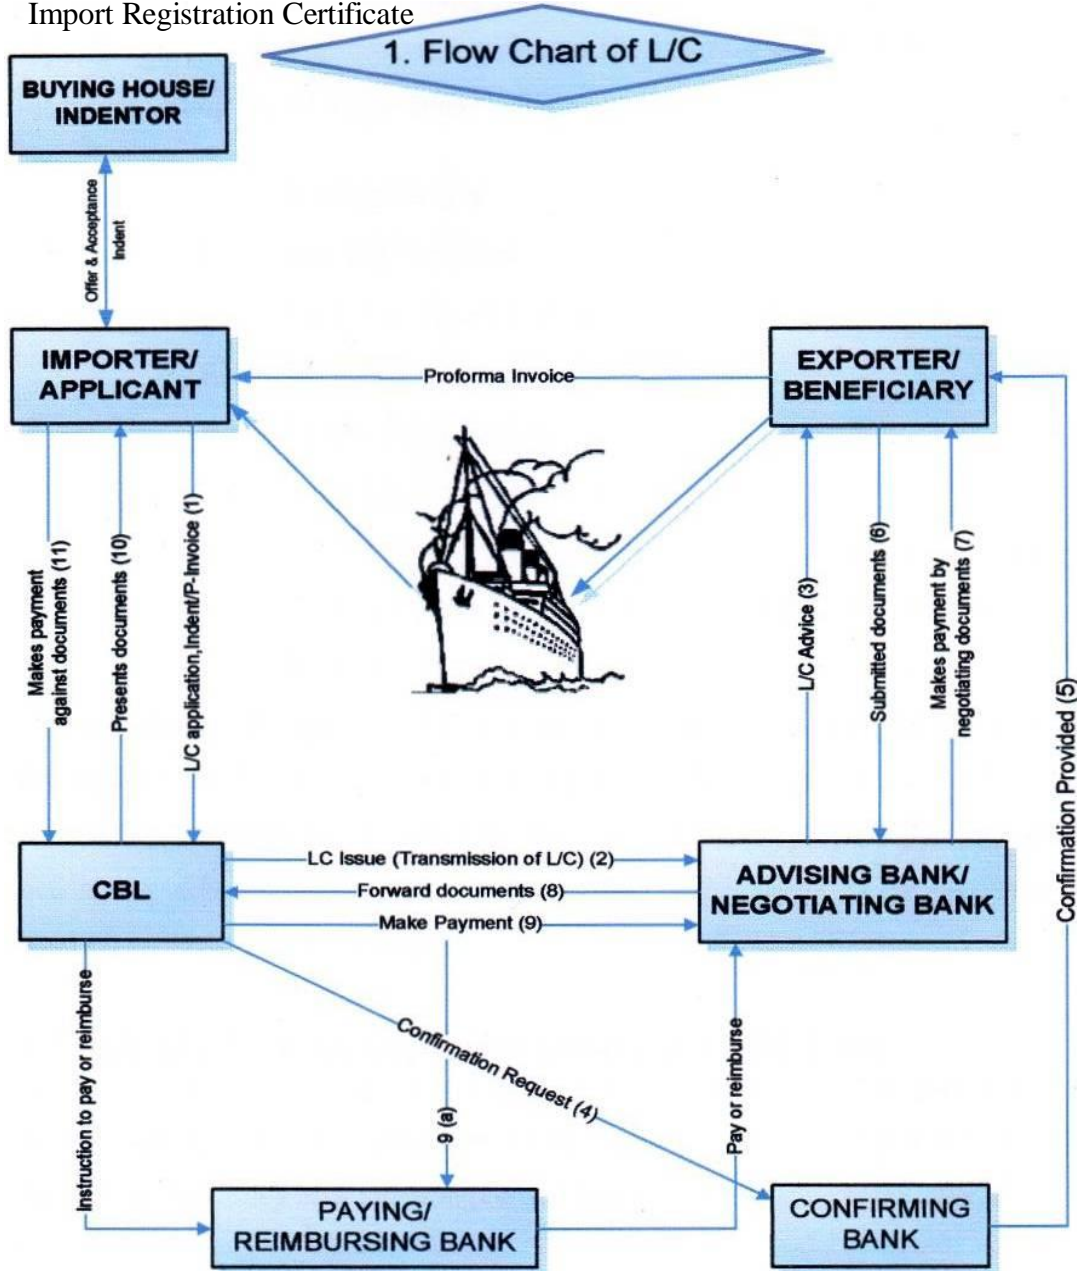 Import Registration Certificate
1. Flow Chart of L/C
BUYING HOUSE/
INDENTOR
Offer & Acceptance
Indent
IMPORTER/
APPLICANT
Proforma Invoice
EXPORTER/
BENEFICIARY
Makes payment
against documents (11)
Presents documents (10)
L/C application,Indent/P-Invoice (1)
L/C Advice (3)
Submitted documents (6)
Makes payment by
negotiating documents (7)
Confirmation Provided (5)
CBL
LC Issue (Transmission of L/C) (2)
Forward documents (8)
Make Payment (9)
ADVISING BANK/
NEGOTIATING BANK
Instruction to pay or reimburse
Confirmation Request (4)
9 (a)
Pay or reimburse
PAYING/
REIMBURSING BANK
CONFIRMING
BANK